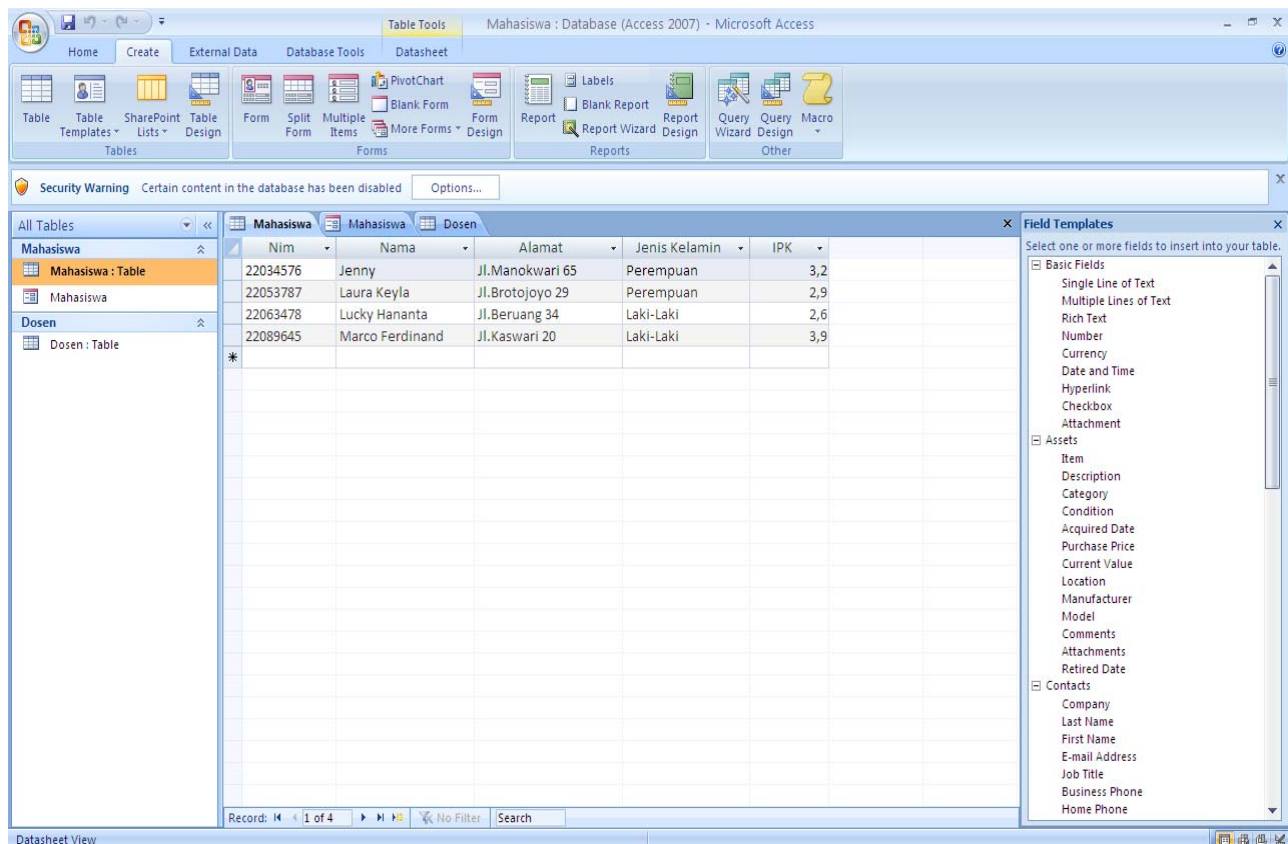 Table Tools
Mahasiswa : Database (Access 2007) - Microsoft Access
Home Create External Data Database Tools Datasheet
Table
Table Templates
SharePoint Lists
Table Design
Tables
Form
Split Form
Multiple Items
PivotChart
Blank Form
More Forms
Form Design
Forms
Report
Labels
Blank Report
Report Wizard
Report Design
Reports
Query Wizard
Query Design
Macro
Other
Security Warning Certain content in the database has been disabled Options...
All Tables
Mahasiswa
Mahasiswa : Table
Mahasiswa
Dosen
Dosen : Table
Mahasiswa Mahasiswa Dosen
Nim Nama Alamat Jenis Kelamin IPK
22034576 Jenny Jl.Manokwari 65 Perempuan 3,2
22053787 Laura Keyla Jl.Brotojoyo 29 Perempuan 2,9
22063478 Lucky Hananta Jl.Beruang 34 Laki-Laki 2,6
22089645 Marco Ferdinand Jl.Kaswari 20 Laki-Laki 3,9
Record: 1 of 4 No Filter Search
Field Templates
Select one or more fields to insert into your table.
Basic Fields
Single Line of Text
Multiple Lines of Text
Rich Text
Number
Currency
Date and Time
Hyperlink
Checkbox
Attachment
Assets
Item
Description
Category
Condition
Acquired Date
Purchase Price
Current Value
Location
Manufacturer
Model
Comments
Attachments
Retired Date
Contacts
Company
Last Name
First Name
E-mail Address
Job Title
Business Phone
Home Phone
Datasheet View